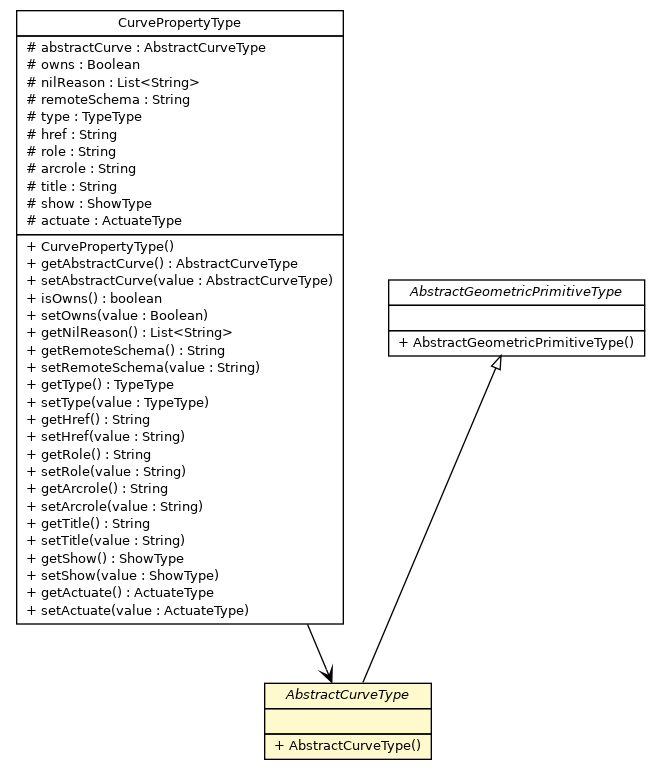 CurvePropertyType
# abstractCurve : AbstractCurveType
# owns : Boolean
# nilReason : List<String>
# remoteSchema : String
# type : TypeType
# href : String
# role : String
# arcrole : String
# title : String
# show : ShowType
# actuate : ActuateType
+ CurvePropertyType()
+ getAbstractCurve() : AbstractCurveType
+ setAbstractCurve(value : AbstractCurveType)
+ isOwns() : boolean
+ setOwns(value : Boolean)
+ getNilReason() : List<String>
+ getRemoteSchema() : String
+ setRemoteSchema(value : String)
+ getType() : TypeType
+ setType(value : TypeType)
+ getHref() : String
+ setHref(value : String)
+ getRole() : String
+ setRole(value : String)
+ getArcrole() : String
+ setArcrole(value : String)
+ getTitle() : String
+ setTitle(value : String)
+ getShow() : ShowType
+ setShow(value : ShowType)
+ getActuate() : ActuateType
+ setActuate(value : ActuateType)
AbstractGeometricPrimitiveType
+ AbstractGeometricPrimitiveType()
AbstractCurveType
+ AbstractCurveType()